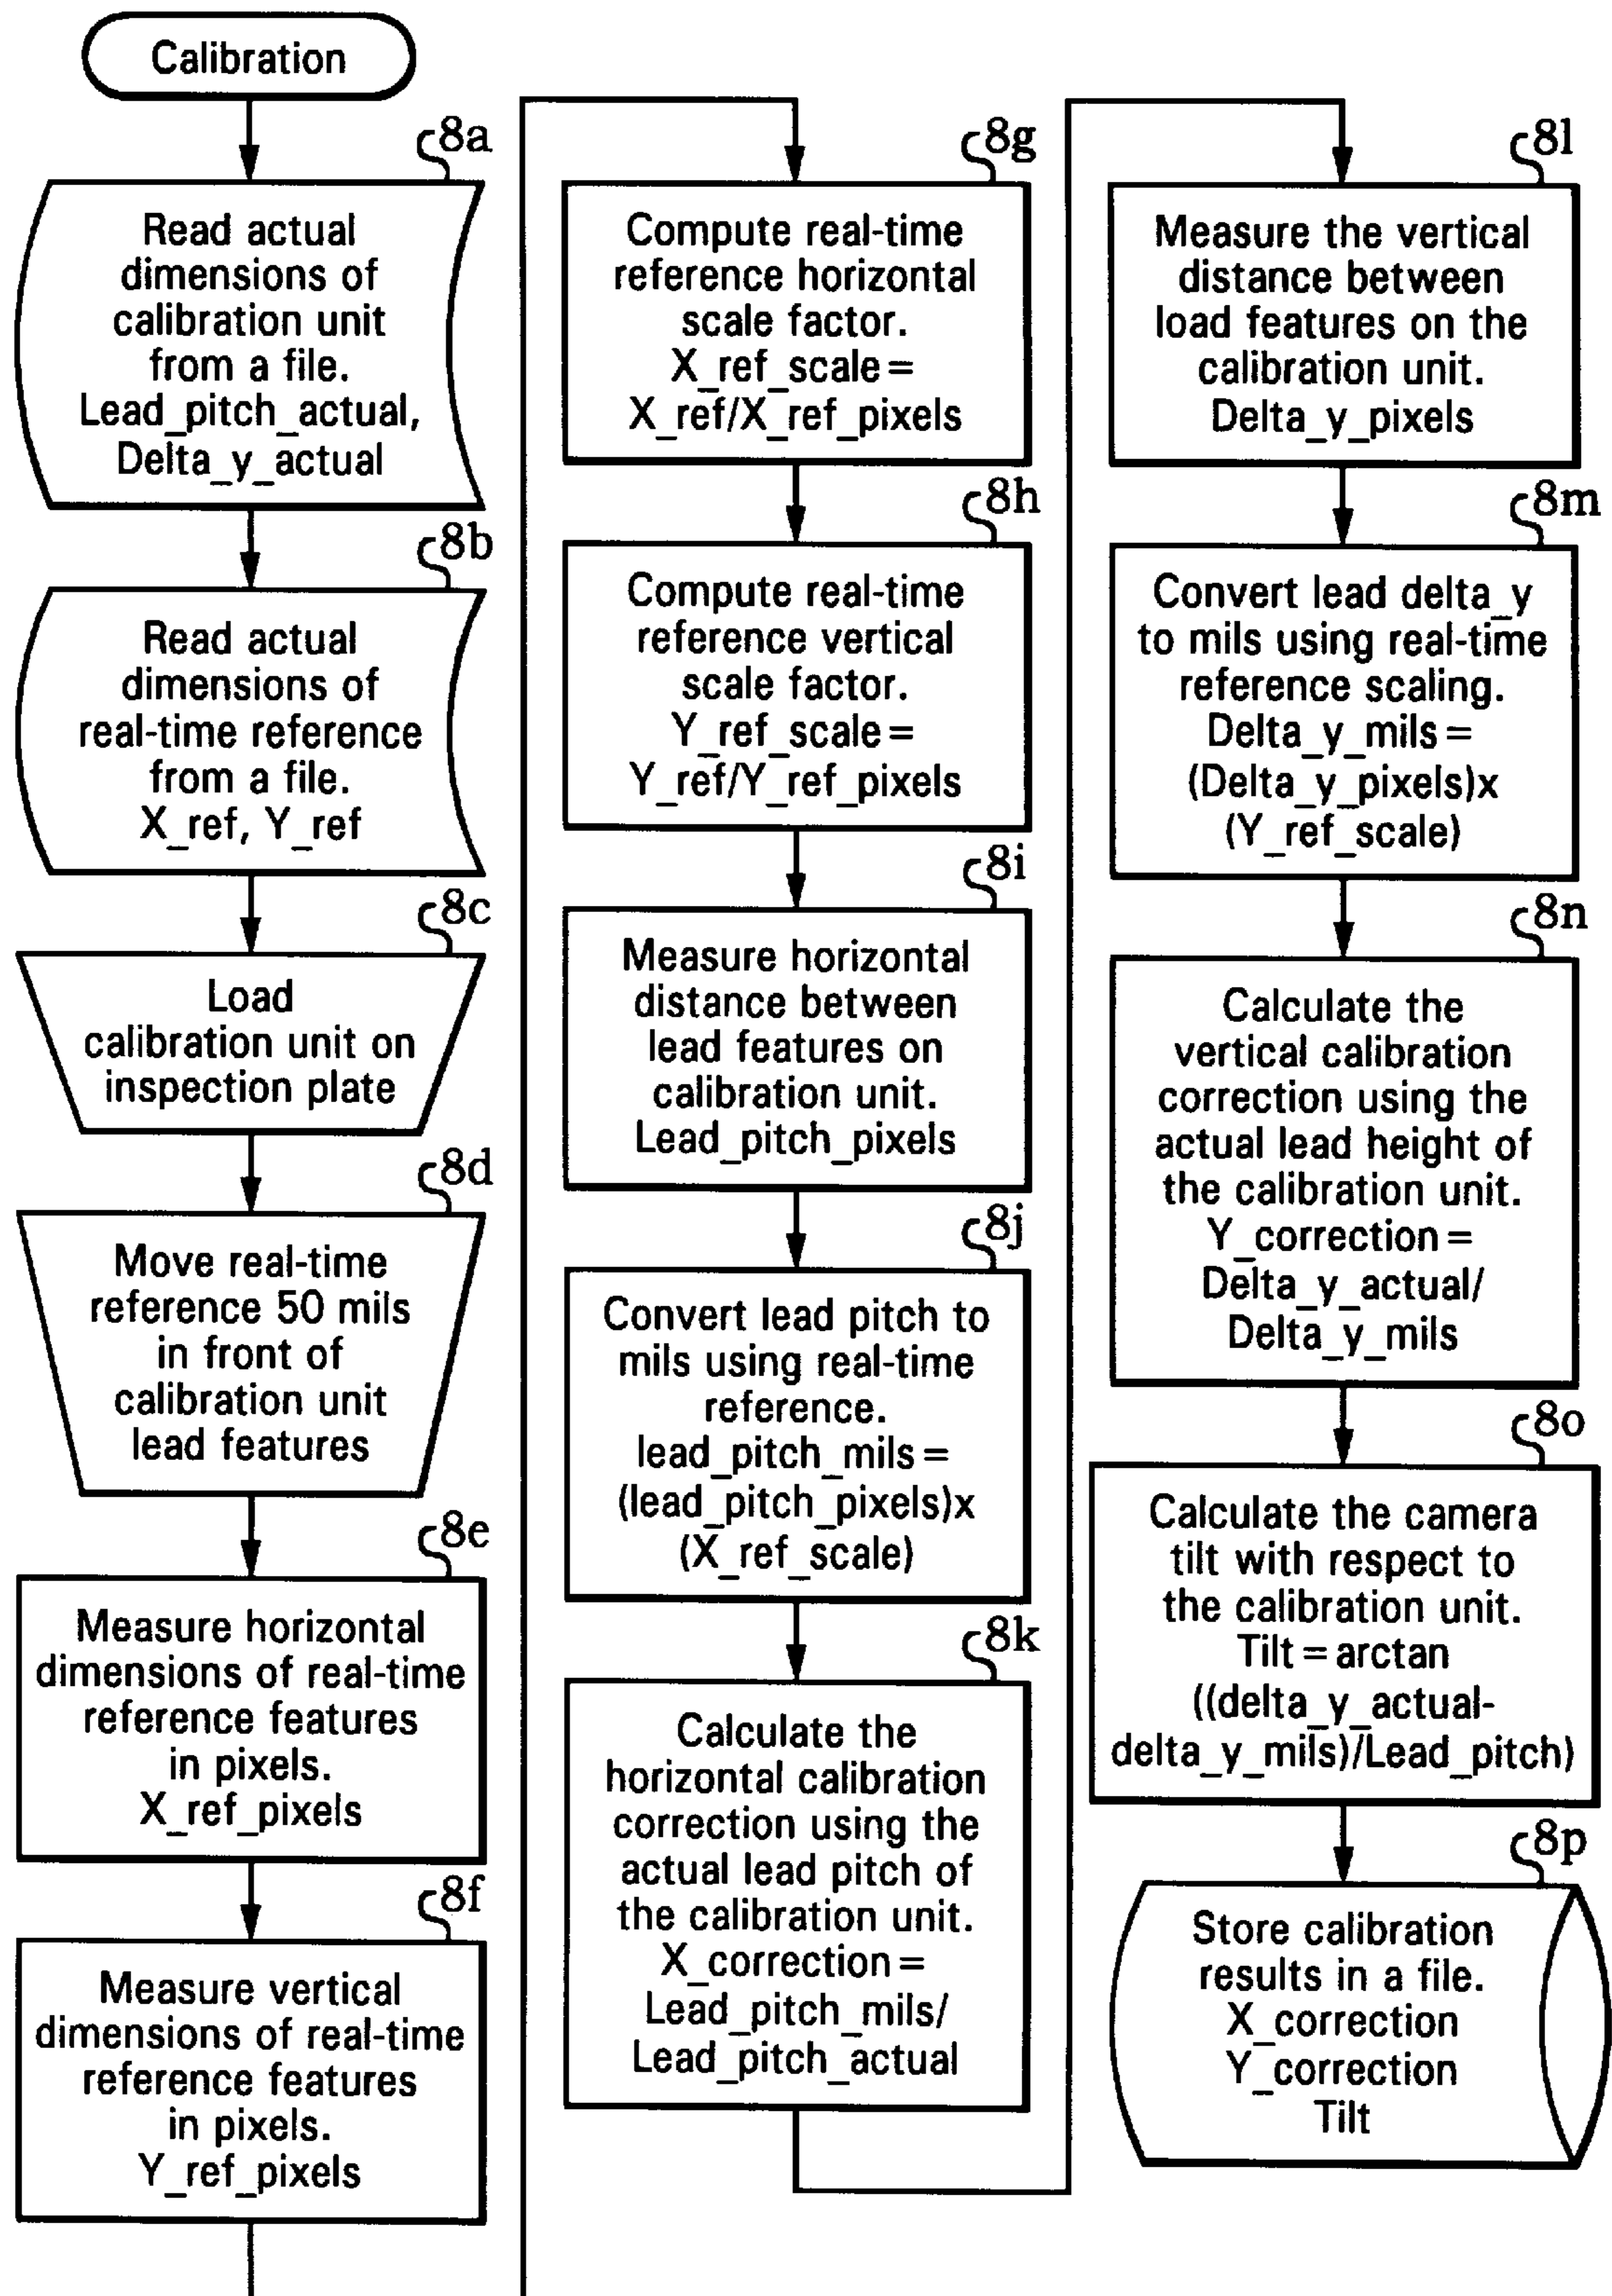 Calibration
8a
Read actual
dimensions of
calibration unit
from a file.
Lead_pitch_actual,
Delta_y_actual
8b
Read actual
dimensions of
real-time reference
from a file.
X_ref, Y_ref
8c
Load
calibration unit on
inspection plate
8d
Move real-time
reference 50 mils
in front of
calibration unit
lead features
8e
Measure horizontal
dimensions of real-time
reference features
in pixels.
X_ref_pixels
8f
Measure vertical
dimensions of real-time
reference features
in pixels.
Y_ref_pixels
8g
Compute real-time
reference horizontal
scale factor.
X_ref_scale=
X_ref/X_ref_pixels
8h
Compute real-time
reference vertical
scale factor.
Y_ref_scale=
Y_ref/Y_ref_pixels
8i
Measure horizontal
distance between
lead features on
calibration unit.
Lead_pitch_pixels
8j
Convert lead pitch to
mils using real-time
reference.
lead_pitch_mils=
(lead_pitch_pixels)x
(X_ref_scale)
8k
Calculate the
horizontal calibration
correction using the
actual lead pitch of
the calibration unit.
X_correction=
Lead_pitch_mils/
Lead_pitch_actual
8l
Measure the vertical
distance between
load features on the
calibration unit.
Delta_y_pixels
8m
Convert lead delta_y
to mils using real-time
reference scaling.
Delta_y_mils=
(Delta_y_pixels)x
(Y_ref_scale)
8n
Calculate the
vertical calibration
correction using the
actual lead height of
the calibration unit.
Y_correction=
Delta_y_actual/
Delta_y_mils
8o
Calculate the camera
tilt with respect to
the calibration unit.
Tilt=arctan
((delta_y_actual-
delta_y_mils)/Lead_pitch)
8p
Store calibration
results in a file.
X_correction
Y_correction
Tilt